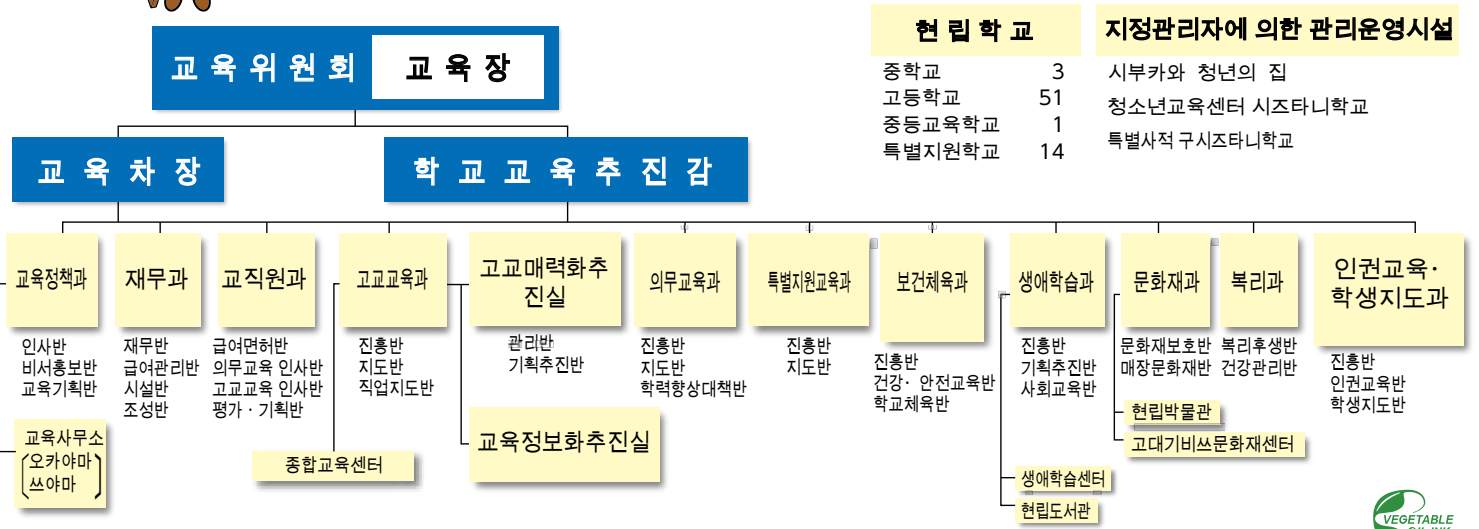 교육위원회 교육장
교육차장
학교교육추진감
현립학교
중학교 3
고등학교 51
중등교육학교 1
특별지원학교 14
지정관리자에 의한 관리운영시설
시부카와 청년의 집
청소년교육센터 시즈타니학교
특별사적 구시즈타니학교
교육정책과
인사반
비서홍보반
교육기획반
교육사무소
오카야마
쓰야마
재무과
재무반
급여관리반
시설반
조성반
교직원과
급여면허반
의무교육 인사반
고교교육 인사반
평가 · 기획반
고교교육과
진흥반
지도반
직업지도반
종합교육센터
고교매력화추
진실
관리반
기획추진반
교육정보화추진실
의무교육과
진흥반
지도반
학력향상대책반
특별지원교육과
진흥반
지도반
보건체육과
진흥반
건강· 안전교육반
학교체육반
생애학습과
진흥반
기획추진반
사회교육반
생애학습센터
현립도서관
문화재과
문화재보호반
매장문화재반
현립박물관
고대기비쓰문화재센터
복리과
복리후생반
건강관리반
인권교육·
학생지도과
진흥반
인권교육반
학생지도반
VEGETABLE
OIL INK